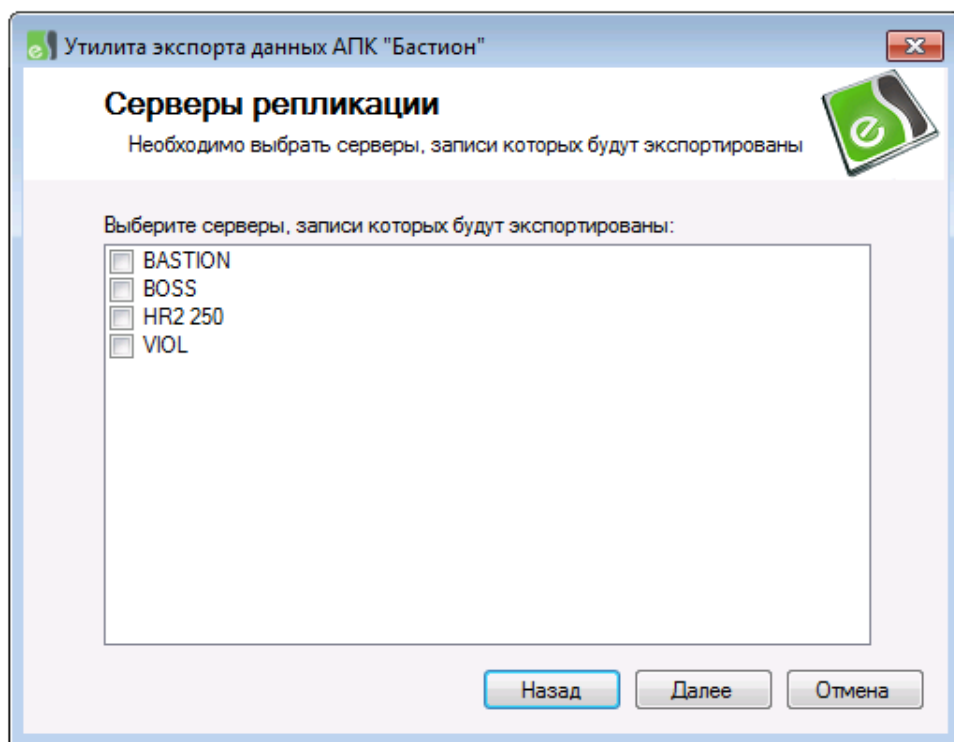 Утилита экспорта данных АПК "Бастион"
Серверы репликации
Необходимо выбрать серверы, записи которых будут экспортированы
Выберите серверы, записи которых будут экспортированы:
BASTION
BOSS
HR2 250
VIOL
Назад
Далее
Отмена